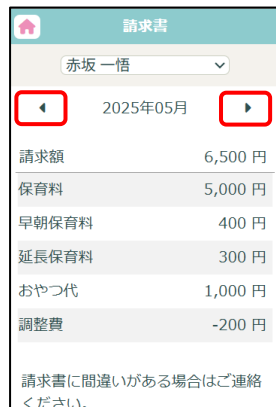 請求書
赤坂 一悟
2025年05月
請求額 6,500 円
保育料 5,000 円
早朝保育料 400 円
延長保育料 300 円
おやつ代 1,000 円
調整費 -200 円
請求書に間違いがある場合はご連絡
ください。